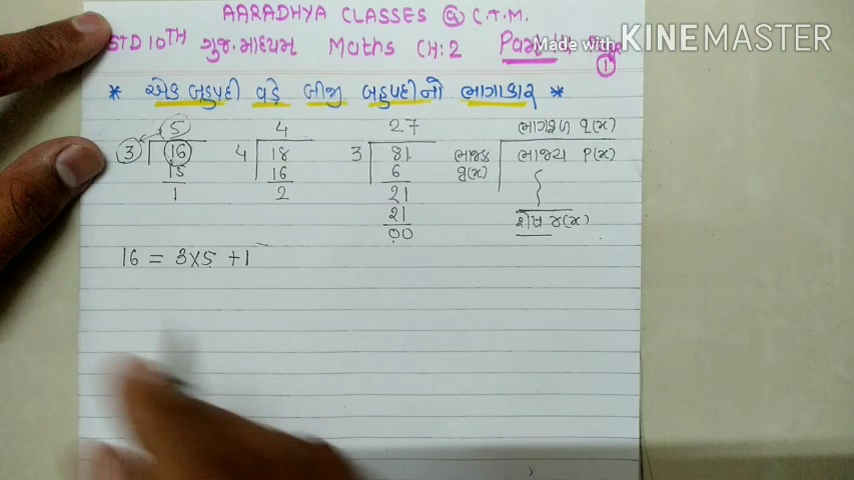 AARADHYA CLASSES @ C.T.M.
STD 10TH ગુજ.માધ્યમ Maths CH:2
Made with KINEMASTER
1
* એક બહુપદી વડે બીજી બહુપદીનો ભાગાકાર *
5 4 27 ભાગફળ q(x)
3 16 4 18 3 81 ભાજક ભાજ્ય P(x)
15 16 6 g(x)
1 2 21
21 શેષ r(x)
00
16 = 3×5 +1